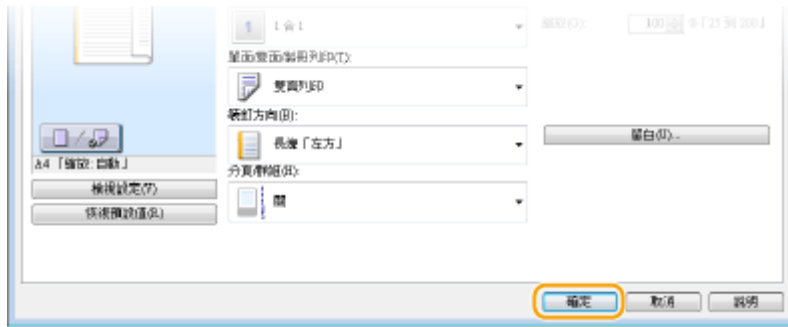 1 合 1
縮放(G):
100
%「25 到 200」
單面/雙面/製冊列印(T):
雙面列印
裝訂方向(B):
長邊「左方」
留白(U)...
A4「縮放: 自動」
分頁/群組(H):
檢視設定(V)
關
恢復預設值(R)
確定
取消
說明